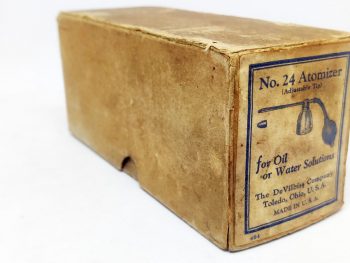 No. 24 Atomizer
(Adjustable Tip)
for Oil
or Water Solutions
The DeVilbiss Company
Toledo, Ohio, U.S.A.
MADE IN U.S.A.